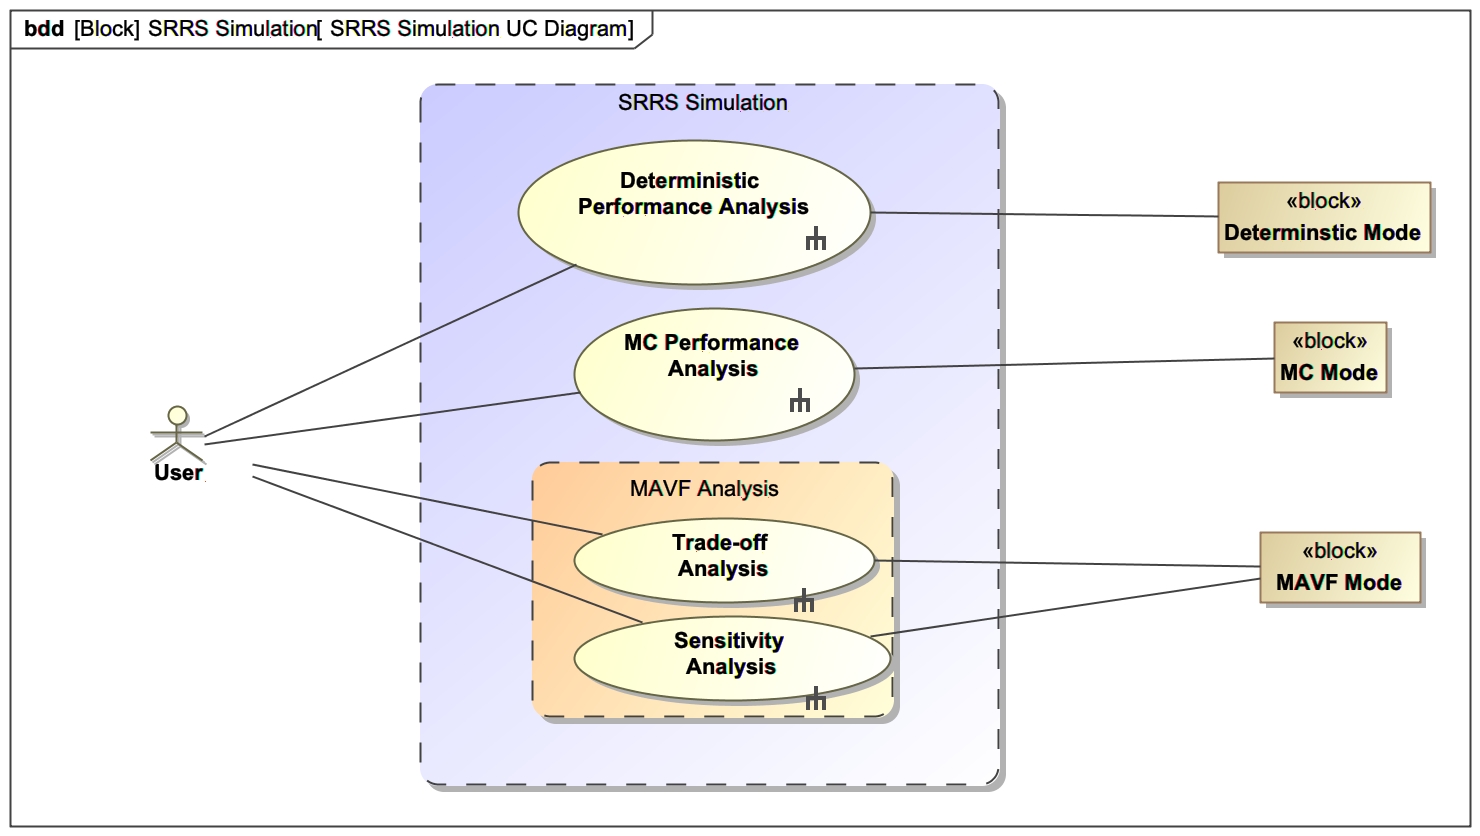 bdd [Block] SRRS Simulation[ SRRS Simulation UC Diagram]
SRRS Simulation
Deterministic
Performance Analysis
«block»
Determinstic Mode
MC Performance
Analysis
«block»
MC Mode
User
MAVF Analysis
Trade-off
Analysis
«block»
MAVF Mode
Sensitivity
Analysis